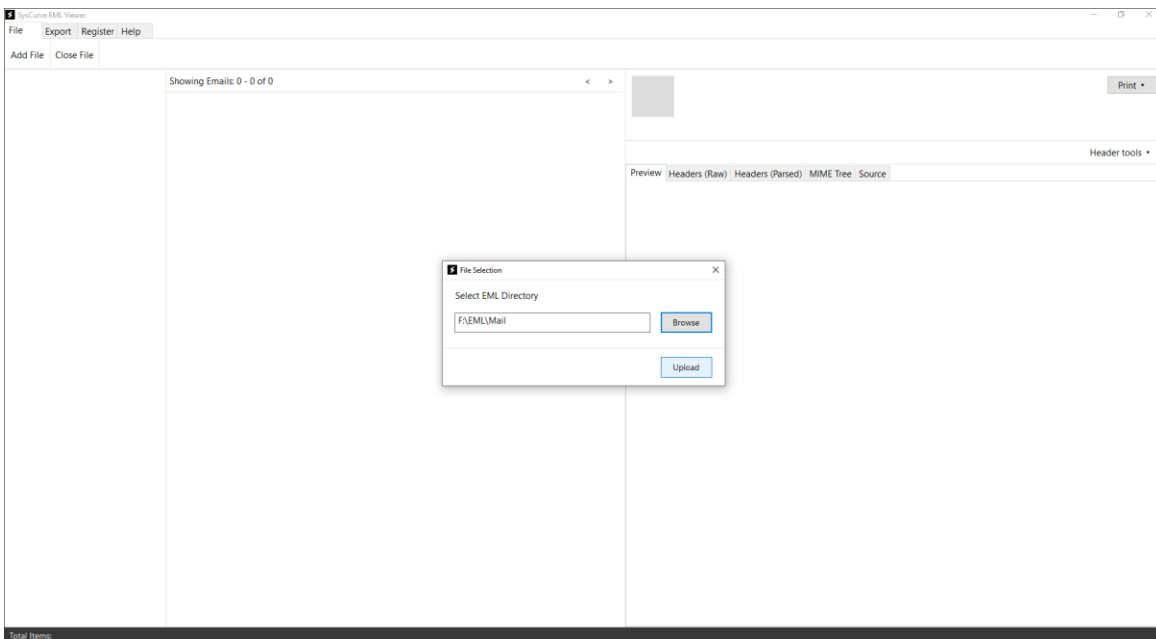 SysCurve EML Viewer
File Export Register Help
Add File Close File
Showing Emails: 0 - 0 of 0 < >
Print
Header tools
Preview Headers (Raw) Headers (Parsed) MIME Tree Source
File Selection
Select EML Directory
F:\EML\Mail
Browse
Upload
Total Items: